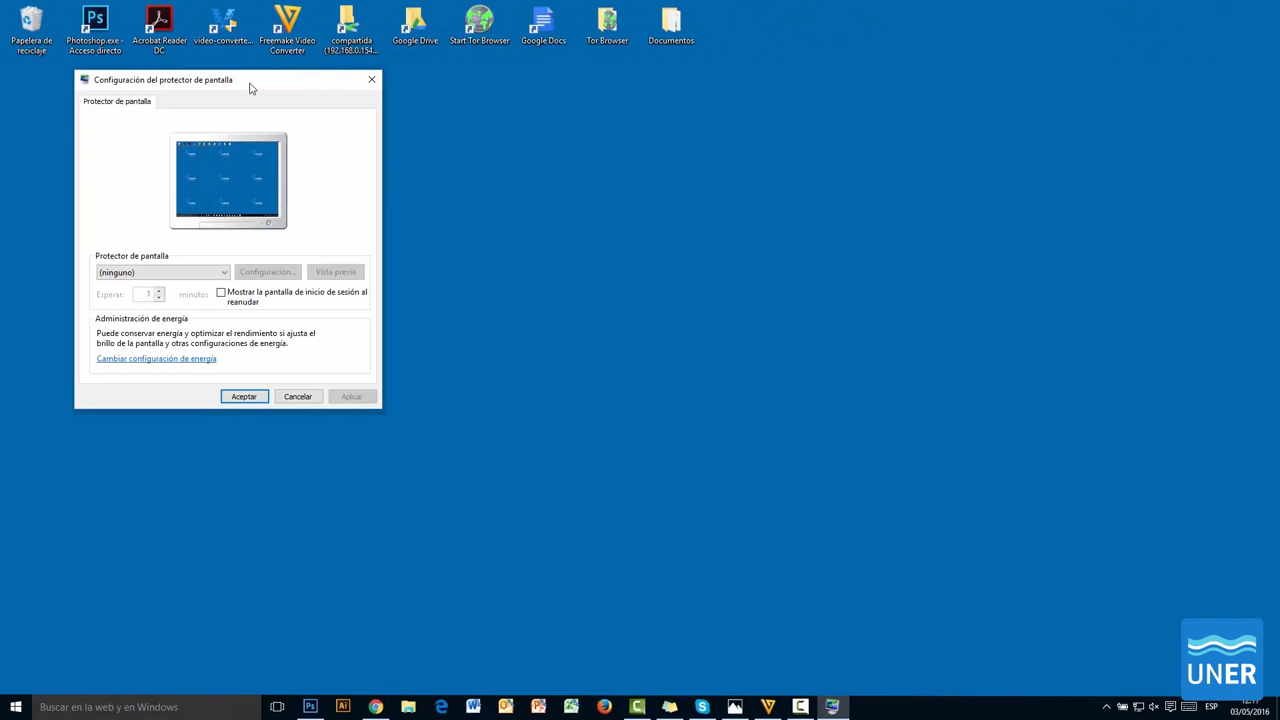 Papelera de
reciclaje
Photoshop.exe -
Acceso directo
Acrobat Reader
DC
video-converte...
Freemake Video
Converter
compartida
(192.168.0.154...
Google Drive
Start Tor Browser
Google Docs
Tor Browser
Documentos
Configuración del protector de pantalla
Protector de pantalla
Protector de pantalla
(ninguno)
Configuración...
Vista previa
Esperar:
1
minutos
Mostrar la pantalla de inicio de sesión al
reanudar
Administración de energía
Puede conservar energía y optimizar el rendimiento si ajusta el
brillo de la pantalla y otras configuraciones de energía.
Cambiar configuración de energía
Aceptar
Cancelar
Aplicar
UNER
Buscar en la web y en Windows
ESP
12:17
03/05/2016